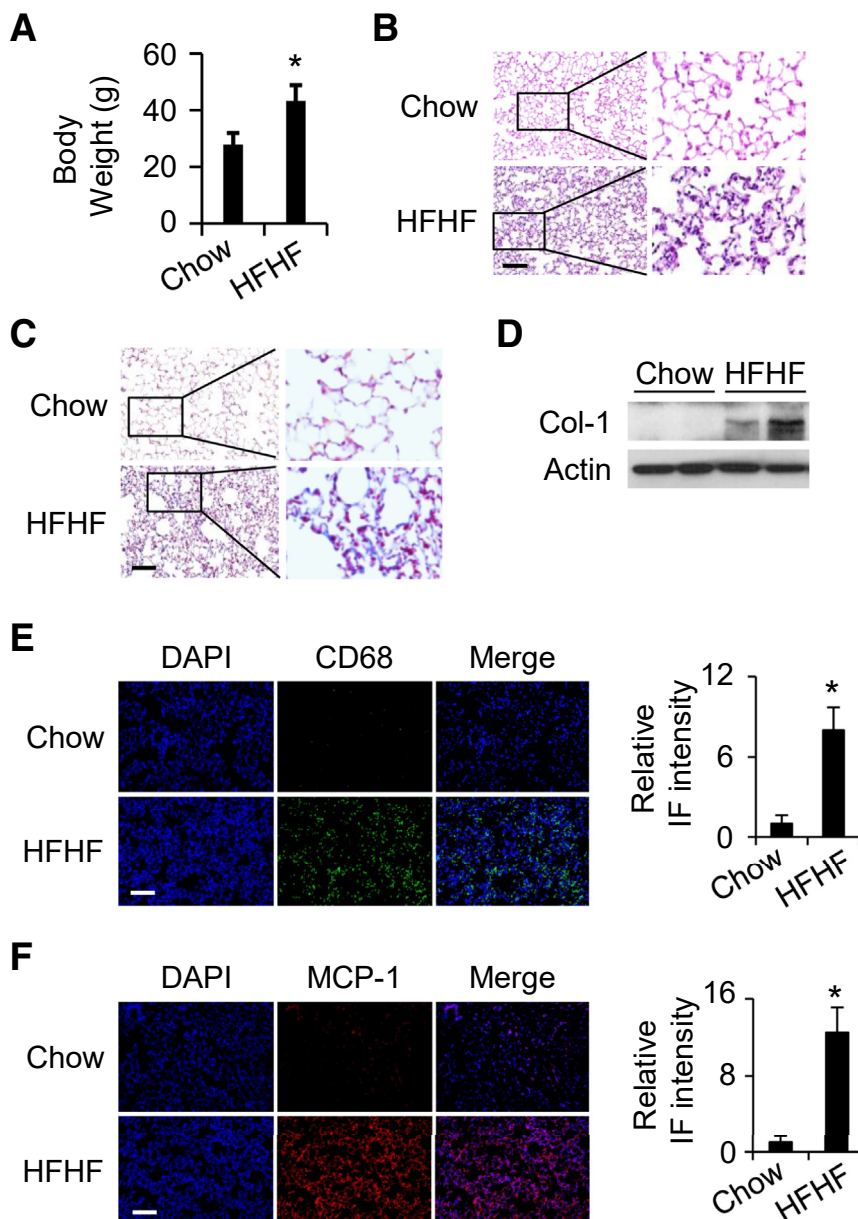 A
Body
Weight (g)
60
40
20
0
*
Chow
HFHF
B
Chow
HFHF
C
Chow
HFHF
D
Chow HFHF
Col-1
Actin
E
DAPI CD68 Merge
Chow
HFHF
Relative
IF intensity
12
6
0
*
Chow
HFHF
F
DAPI MCP-1 Merge
Chow
HFHF
Relative
IF intensity
16
8
0
*
Chow
HFHF